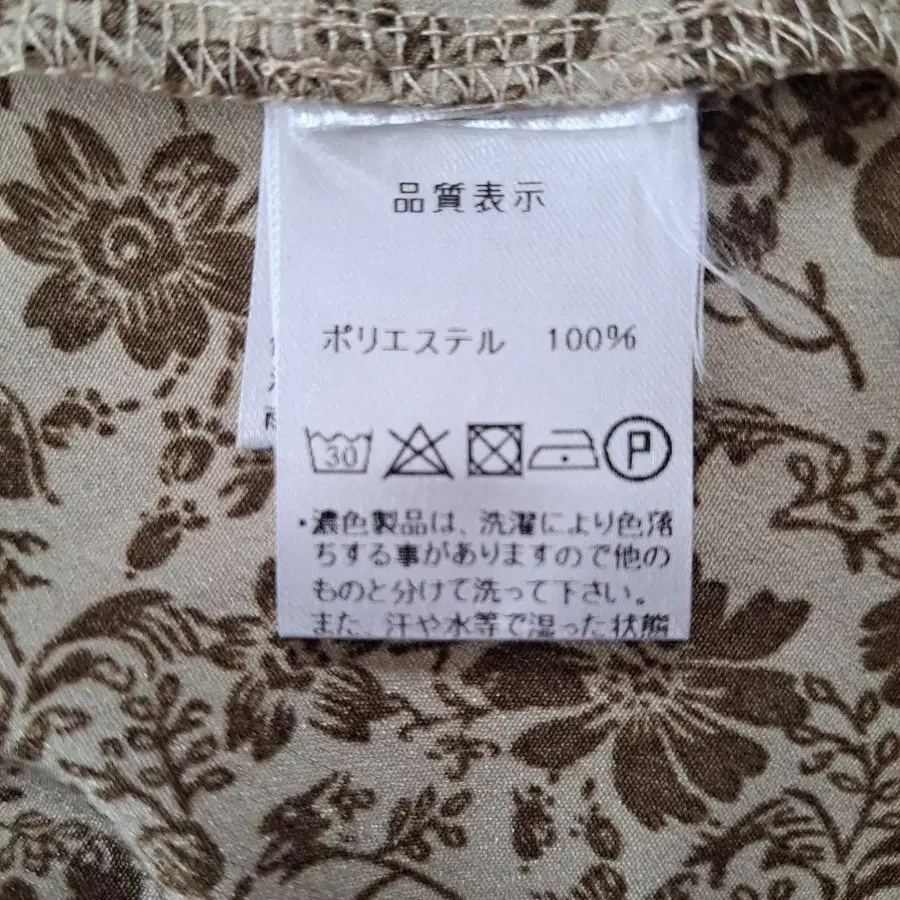 品質表示
ポリエステル 100%
30 P
・濃色製品は、洗濯により色落
ちする事がありますので他の
ものと分けて洗って下さい。
また、汗や水等で湿った状態